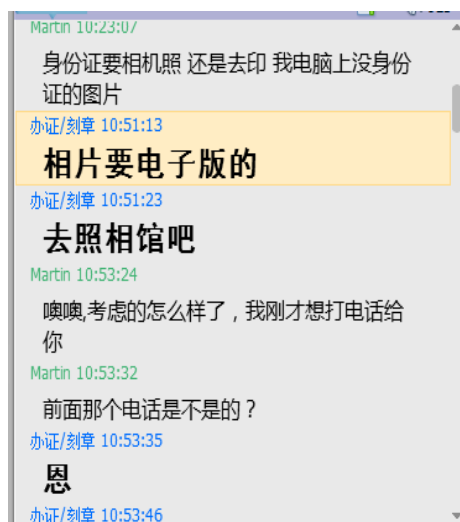 Martin 10:23:07
身份证要相机照 还是去印 我电脑上没身份
证的图片
办证/刻章 10:51:13
相片要电子版的
办证/刻章 10:51:23
去照相馆吧
Martin 10:53:24
噢噢,考虑的怎么样了，我刚才想打电话给
你
Martin 10:53:32
前面那个电话是不是的？
办证/刻章 10:53:35
恩
办证/刻章 10:53:46